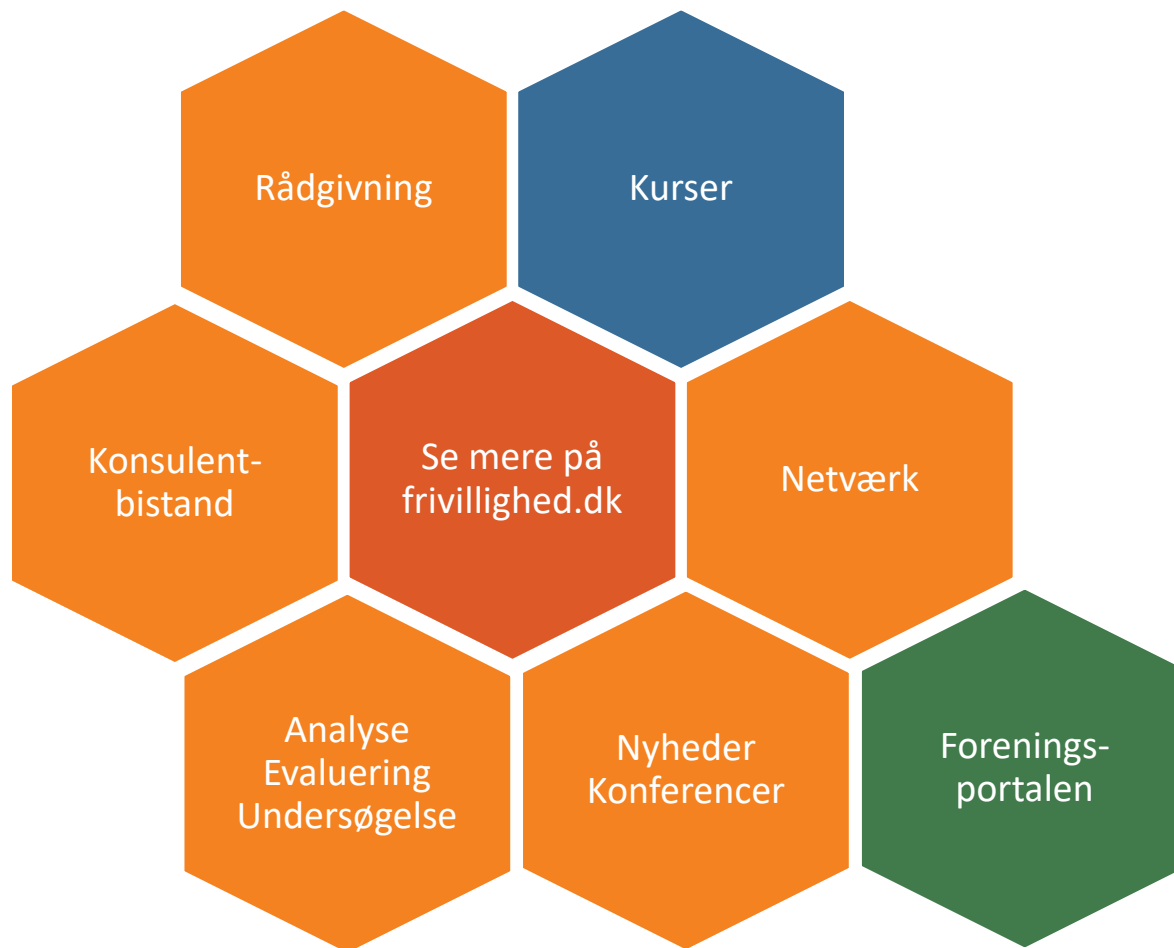 Rådgivning
Kurser
Konsulent-
bistand
Se mere på
frivillighed.dk
Netværk
Analyse
Evaluering
Undersøgelse
Nyheder
Konferencer
Forenings-
portalen